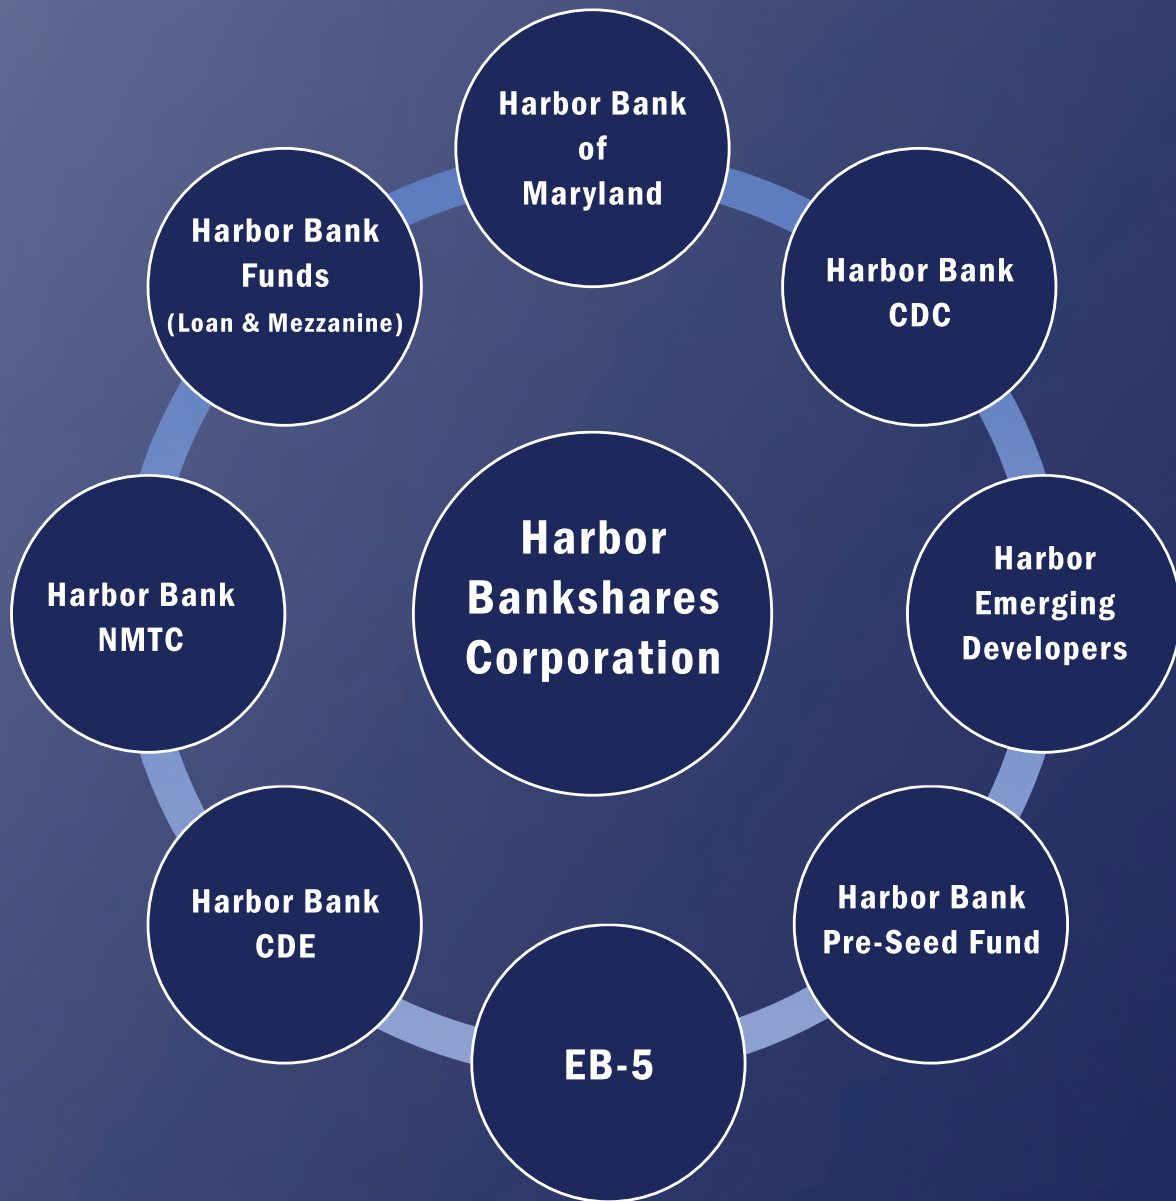 Harbor Bank
of
Maryland
Harbor Bank
CDC
Harbor
Emerging
Developers
Harbor Bank
Pre-Seed Fund
EB-5
Harbor Bank
CDE
Harbor Bank
NMTC
Harbor Bank
Funds
(Loan & Mezzanine)
Harbor
Bankshares
Corporation